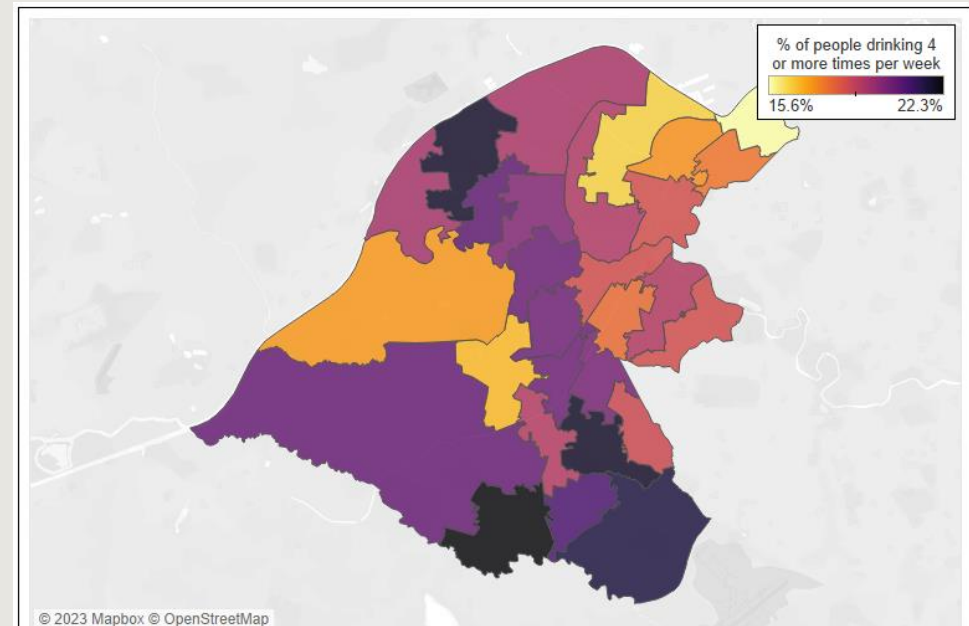 % of people drinking 4
or more times per week
15.6% 22.3%
© 2023 Mapbox © OpenStreetMap